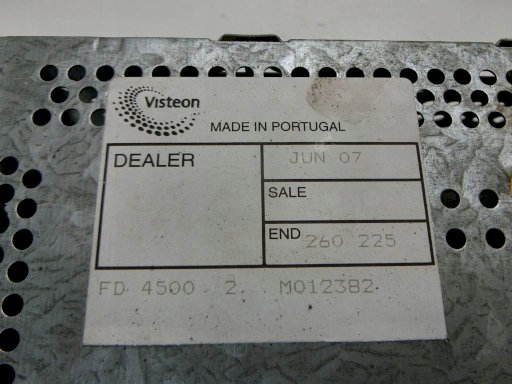 Visteon
MADE IN PORTUGAL
DEALER
JUN 07
SALE
END 260 225
FD 4500 2 M012382